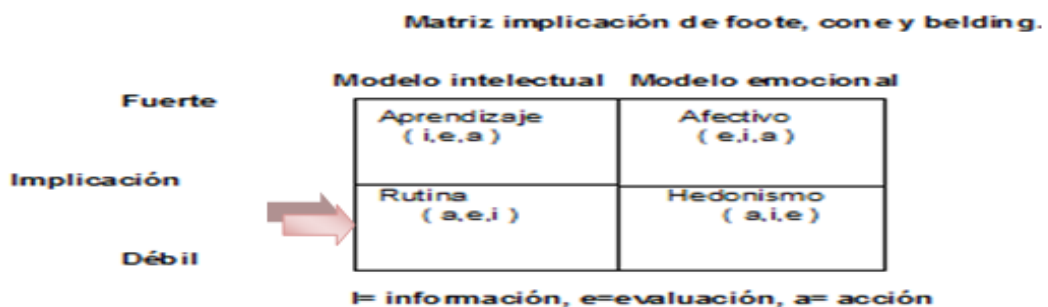 Matriz implicación de foote, cone y belding.
Modelo intelectual Modelo emocional
Fuerte
Aprendizaje Afectivo
( i,e,a ) ( e,i,a )
Implicación
Rutina Hedonismo
( a,e,i ) ( a,i,e )
Débil
I= información, e=evaluación, a= acción